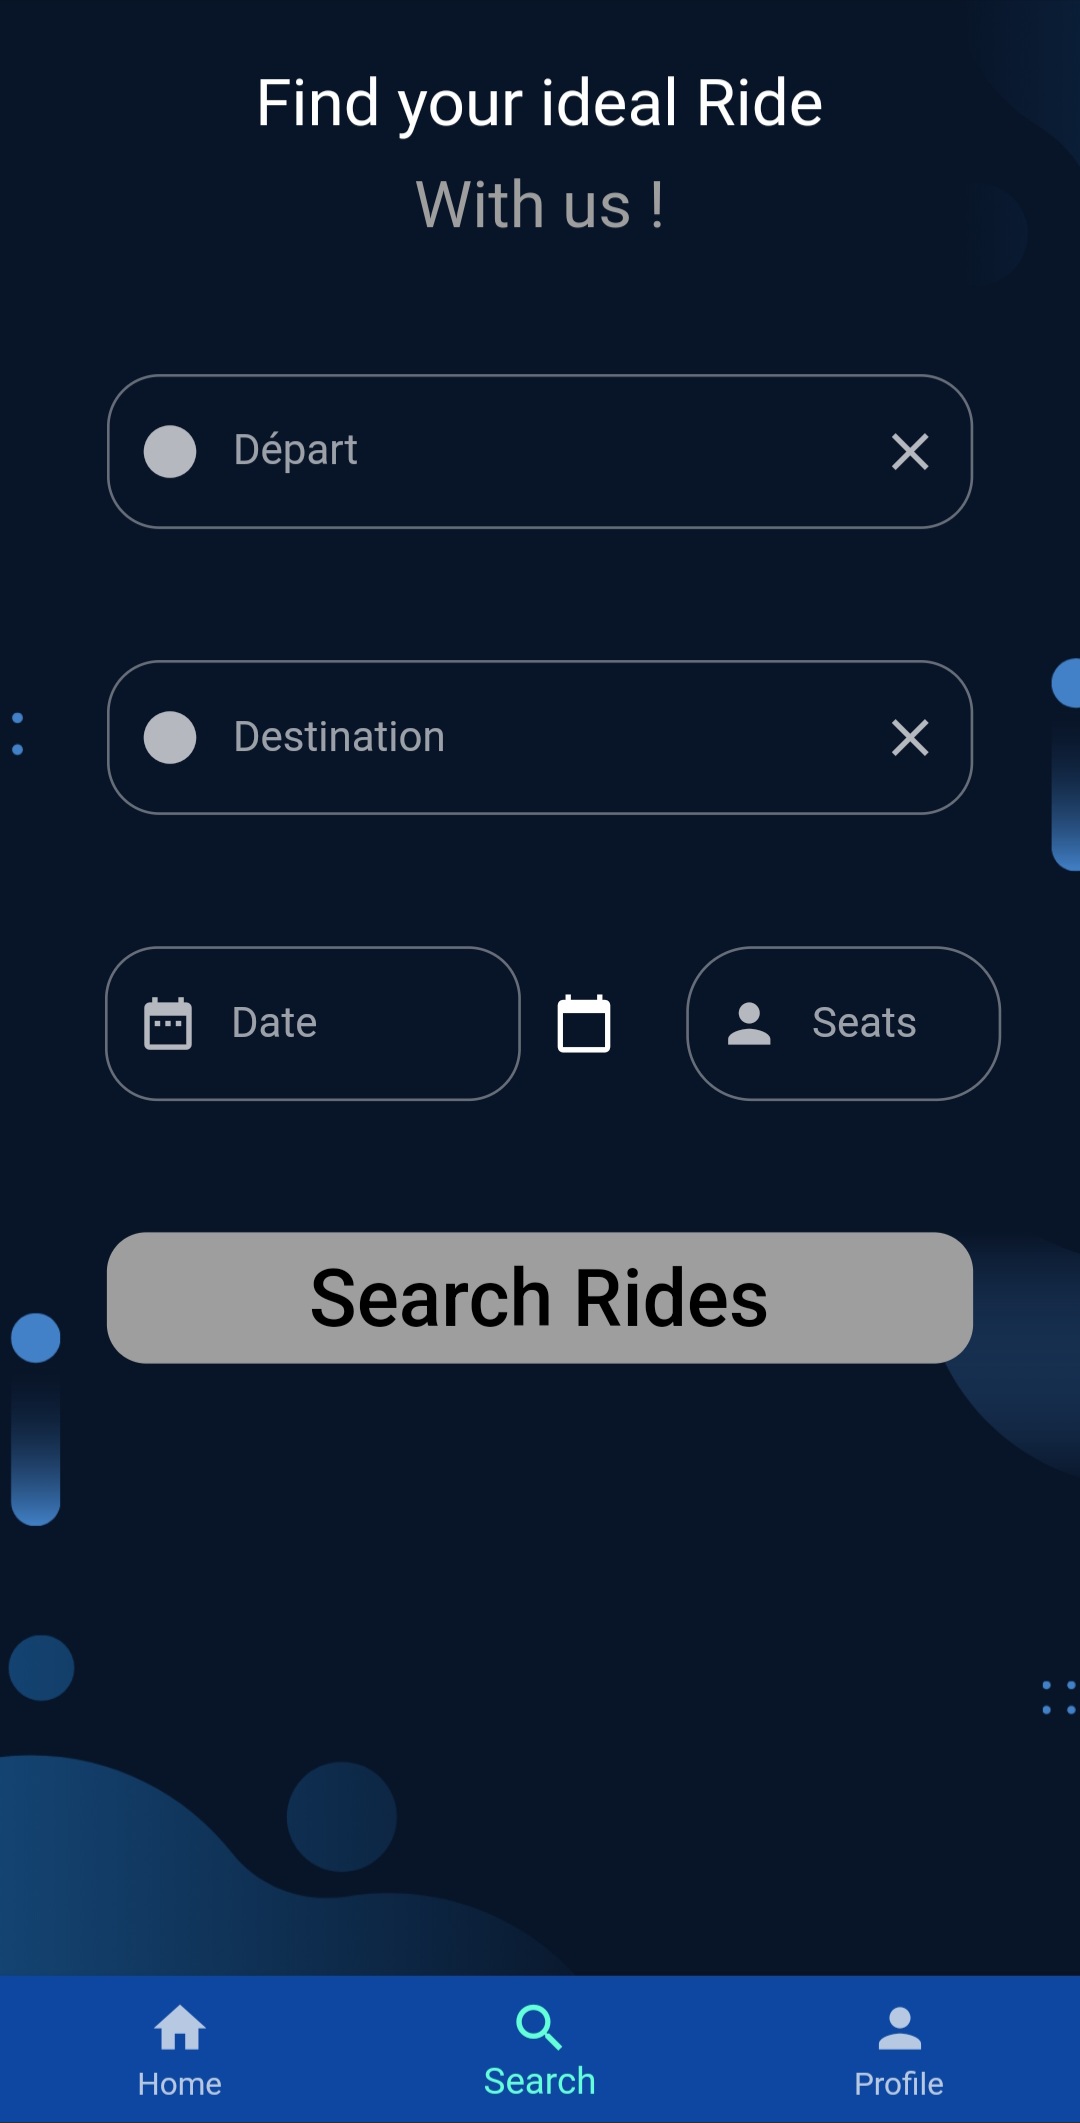 Find your ideal Ride
With us !
Départ
Destination
Date
Seats
Search Rides
Home
Search
Profile